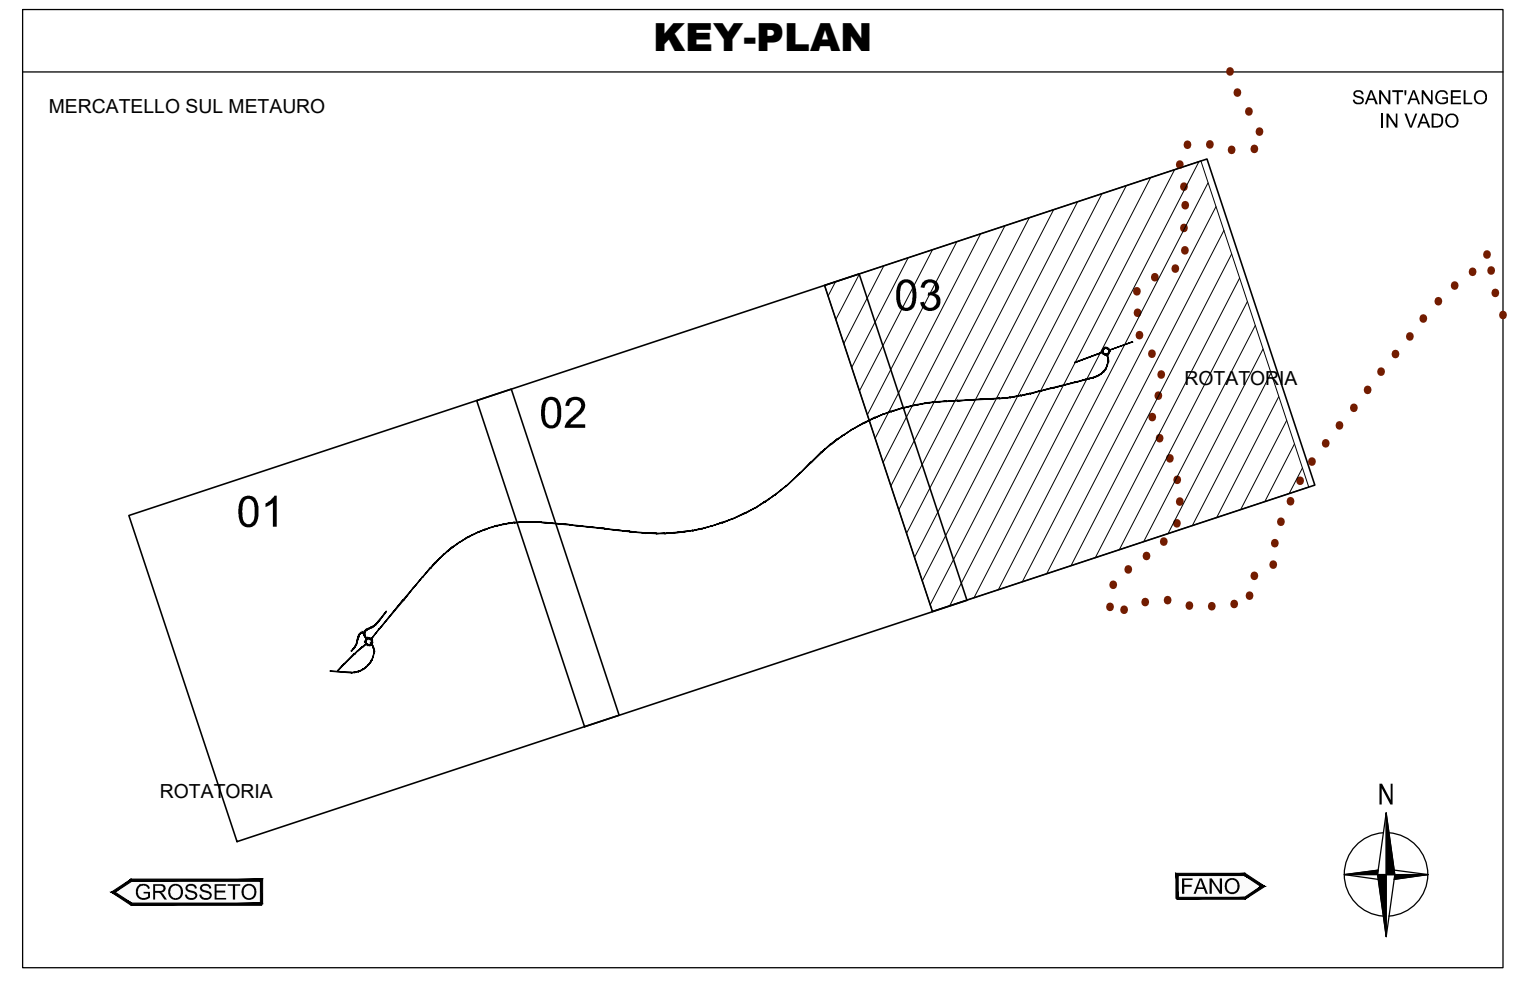 KEY-PLAN
MERCATELLO SUL METAURO
SANT'ANGELO
IN VADO
03
ROTATORIA
02
01
ROTATORIA
N
GROSSETO
FANO